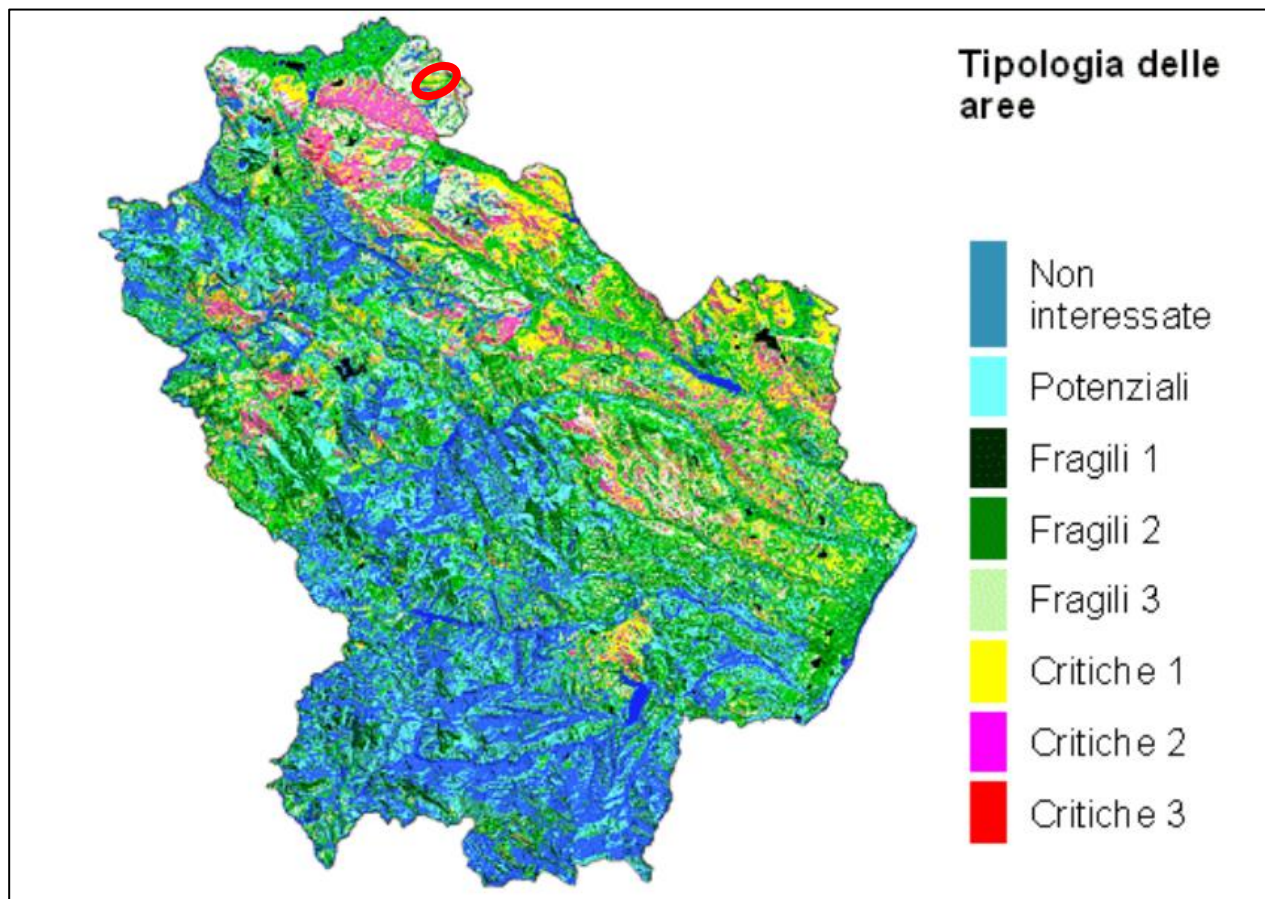 Tipologia delle
aree
Non
interessate
Potenziali
Fragili 1
Fragili 2
Fragili 3
Critiche 1
Critiche 2
Critiche 3